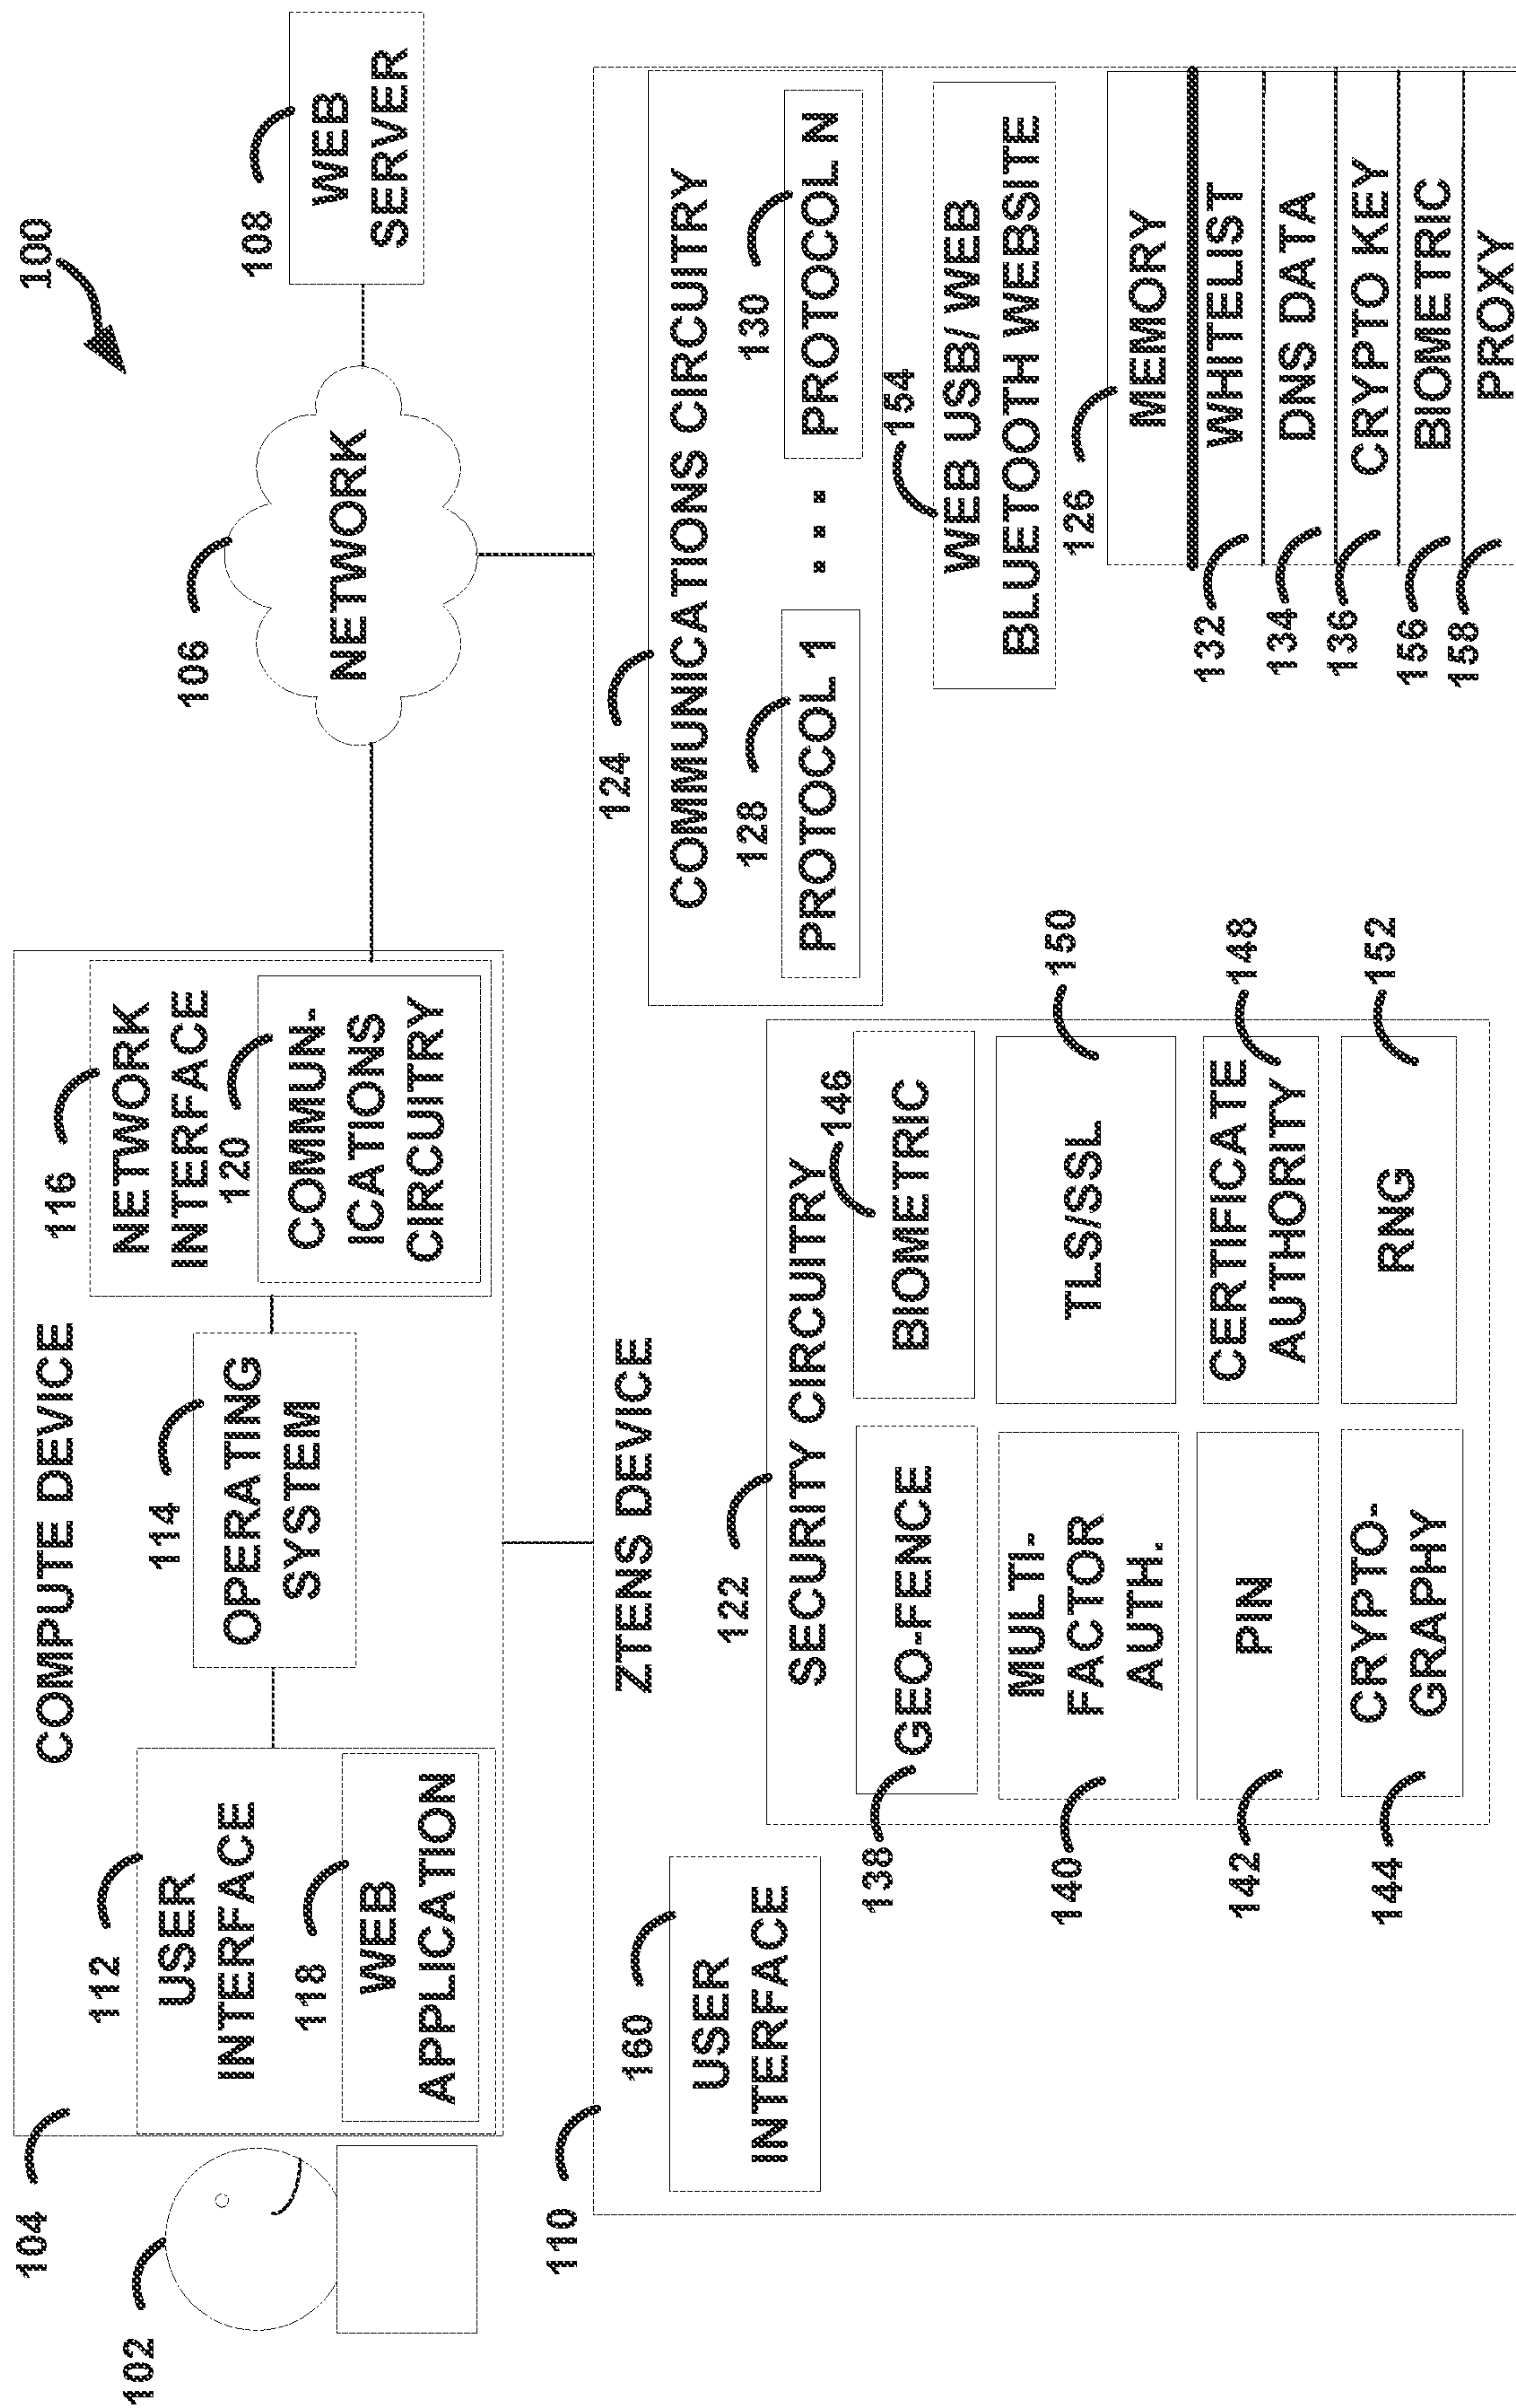 100
102
104
COMPUTE DEVICE
112
USER
INTERFACE
118
WEB
APPLICATION
114
OPERATING
SYSTEM
116
NETWORK
INTERFACE
120
COMMUN-
ICATIONS
CIRCUITRY
106
NETWORK
108
WEB
SERVER
110
ZTENS DEVICE
160
USER
INTERFACE
122
SECURITY CIRCUITRY
138
GEO-FENCE
146
BIOMETRIC
140
MULTI-
FACTOR
AUTH.
150
TLS/SSL
142
PIN
148
CERTIFICATE
AUTHORITY
144
CRYPTO-
GRAPHY
152
RNG
124
COMMUNICATIONS CIRCUITRY
128
PROTOCOL 1
. . .
130
PROTOCOL N
154
WEB USB/ WEB
BLUETOOTH WEBSITE
126
MEMORY
132
WHITELIST
134
DNS DATA
136
CRYPTO KEY
156
BIOMETRIC
158
PROXY